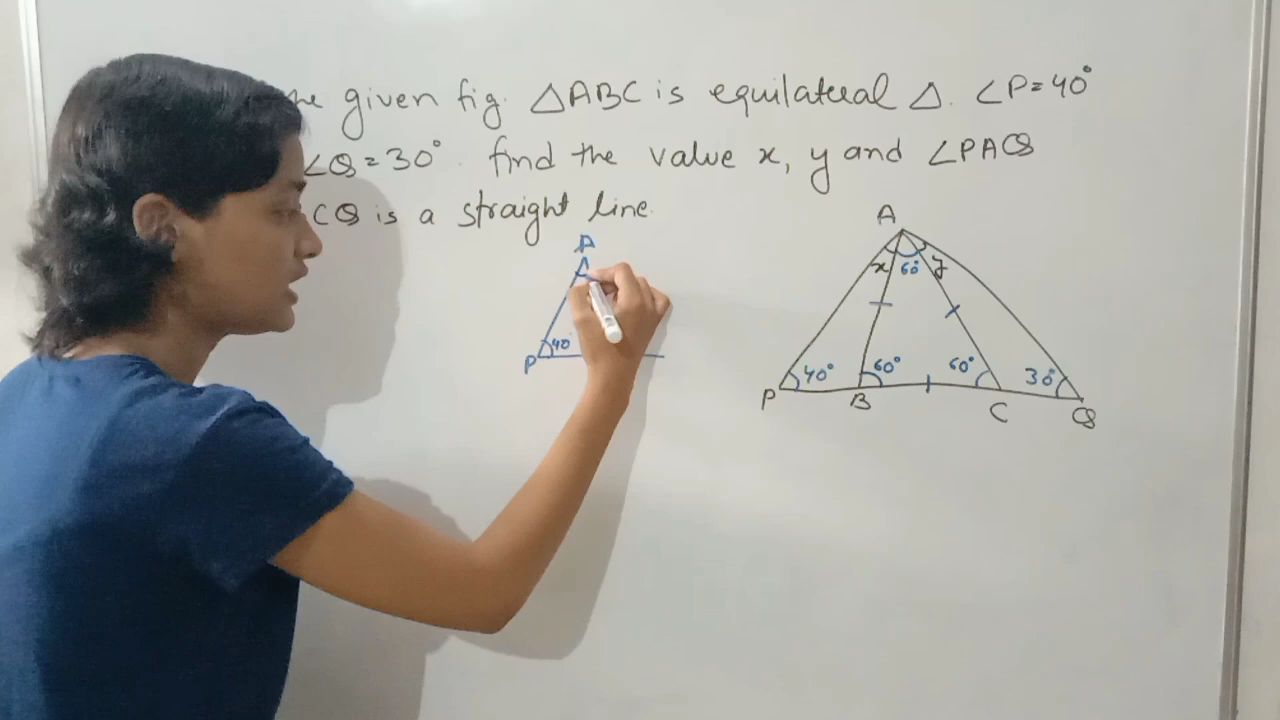 given fig. △ABC is equilateral △. ∠P=40°
∠Q=30°. find the value x, y and ∠PAQ
CQ is a straight line.
A
P
40°
A
x 60° y
40° 60° 60° 30°
P B C Q